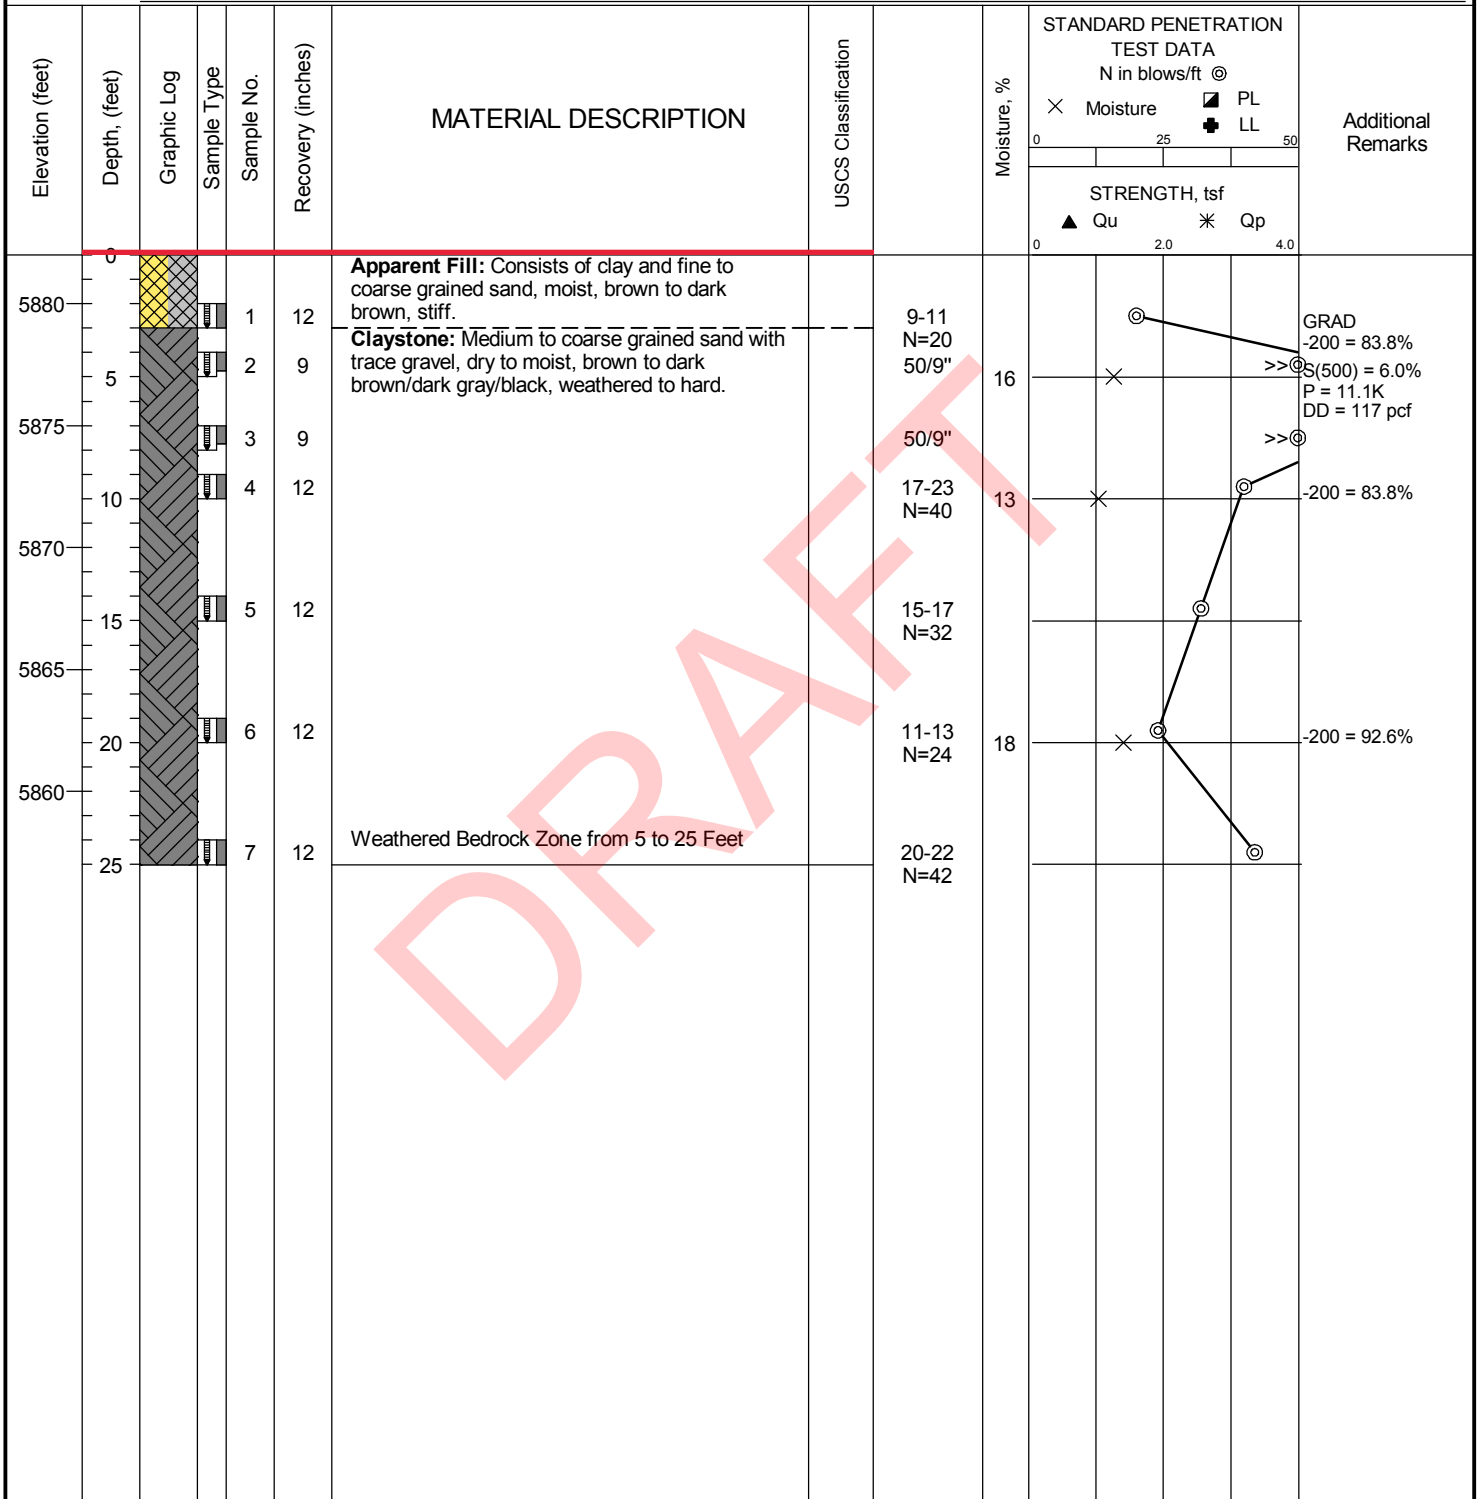 Elevation (feet)
Depth, (feet)
Graphic Log
Sample Type
Sample No.
Recovery (inches)
MATERIAL DESCRIPTION
USCS Classification
Moisture, %
STANDARD PENETRATION
TEST DATA
N in blows/ft
Moisture
PL
LL
0 25 50
STRENGTH, tsf
Qu Qp
0 2.0 4.0
Additional
Remarks
0
Apparent Fill: Consists of clay and fine to
coarse grained sand, moist, brown to dark
brown, stiff.
5880
1 12
9-11
N=20
GRAD
-200 = 83.8%
Claystone: Medium to coarse grained sand with
trace gravel, dry to moist, brown to dark
brown/dark gray/black, weathered to hard.
2 9
50/9"
>>
5
16
S(500) = 6.0%
P = 11.1K
DD = 117 pcf
5875
3 9
50/9"
>>
4 12
17-23
N=40
10
13
-200 = 83.8%
5870
5 12
15-17
N=32
15
5865
6 12
11-13
N=24
20
18
-200 = 92.6%
5860
Weathered Bedrock Zone from 5 to 25 Feet
7 12
20-22
N=42
25
DRAFT